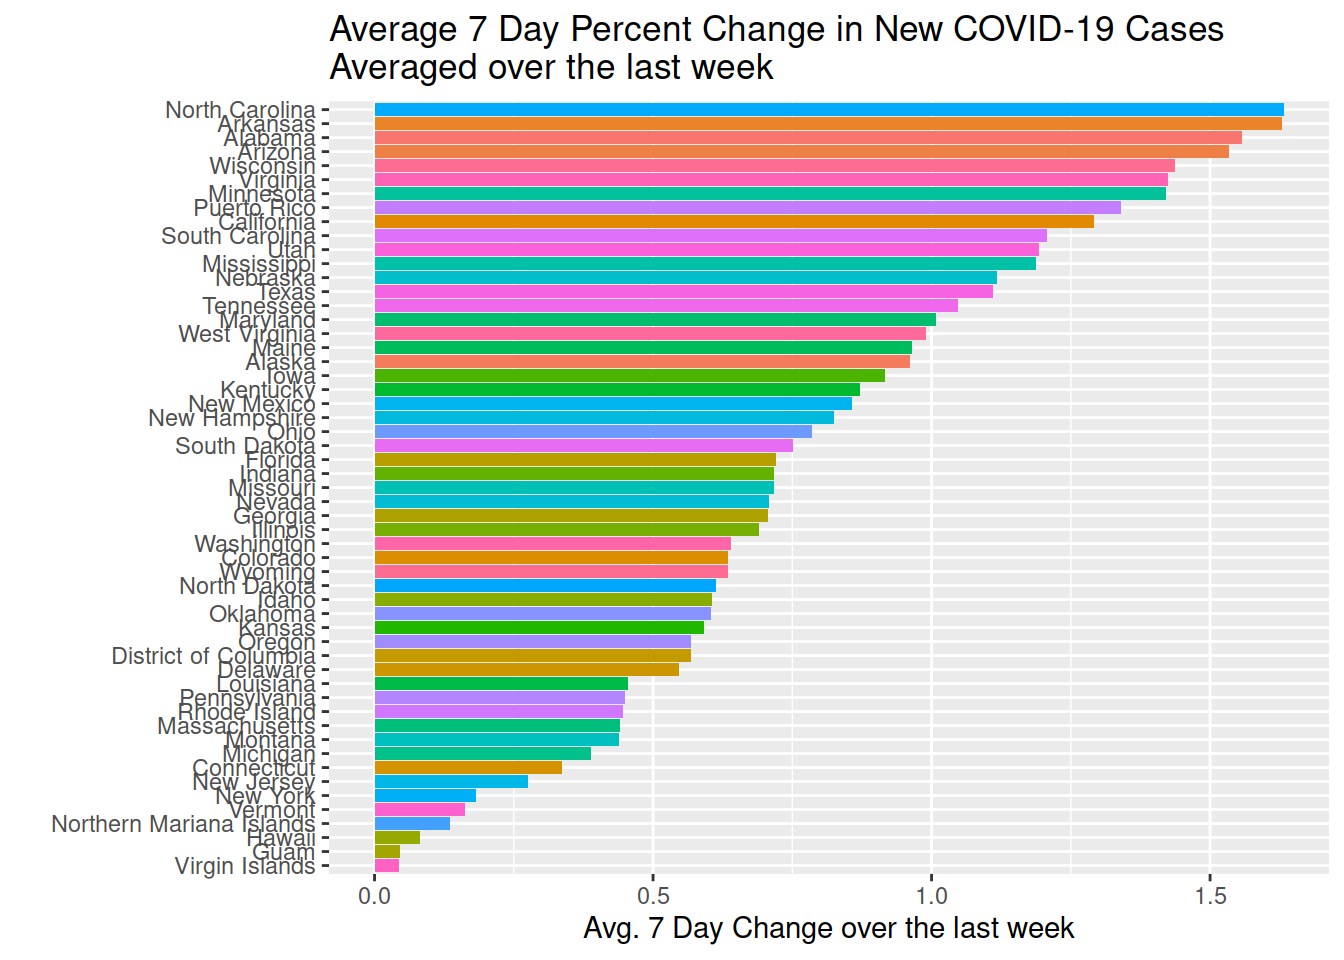 Average 7 Day Percent Change in New COVID-19 Cases
Averaged over the last week
North Carolina
Arkansas
Alabama
Arizona
Wisconsin
Virginia
Minnesota
Puerto Rico
California
South Carolina
Utah
Mississippi
Nebraska
Texas
Tennessee
Maryland
West Virginia
Maine
Alaska
Iowa
Kentucky
New Mexico
New Hampshire
Ohio
South Dakota
Florida
Indiana
Missouri
Nevada
Georgia
Illinois
Washington
Colorado
Wyoming
North Dakota
Idaho
Oklahoma
Kansas
Oregon
District of Columbia
Delaware
Louisiana
Pennsylvania
Rhode Island
Massachusetts
Montana
Michigan
Connecticut
New Jersey
New York
Vermont
Northern Mariana Islands
Hawaii
Guam
Virgin Islands
0.0 0.5 1.0 1.5
Avg. 7 Day Change over the last week